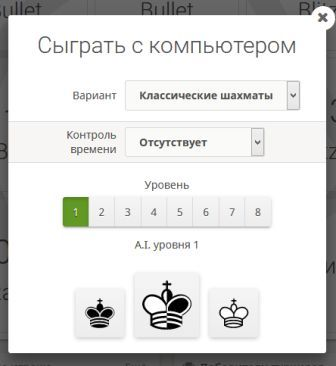 Bullet
Bullet
Сыграть с компьютером
Вариант Классические шахматы
Контроль
времени Отсутствует
Уровень
1 2 3 4 5 6 7 8
A.I. уровня 1